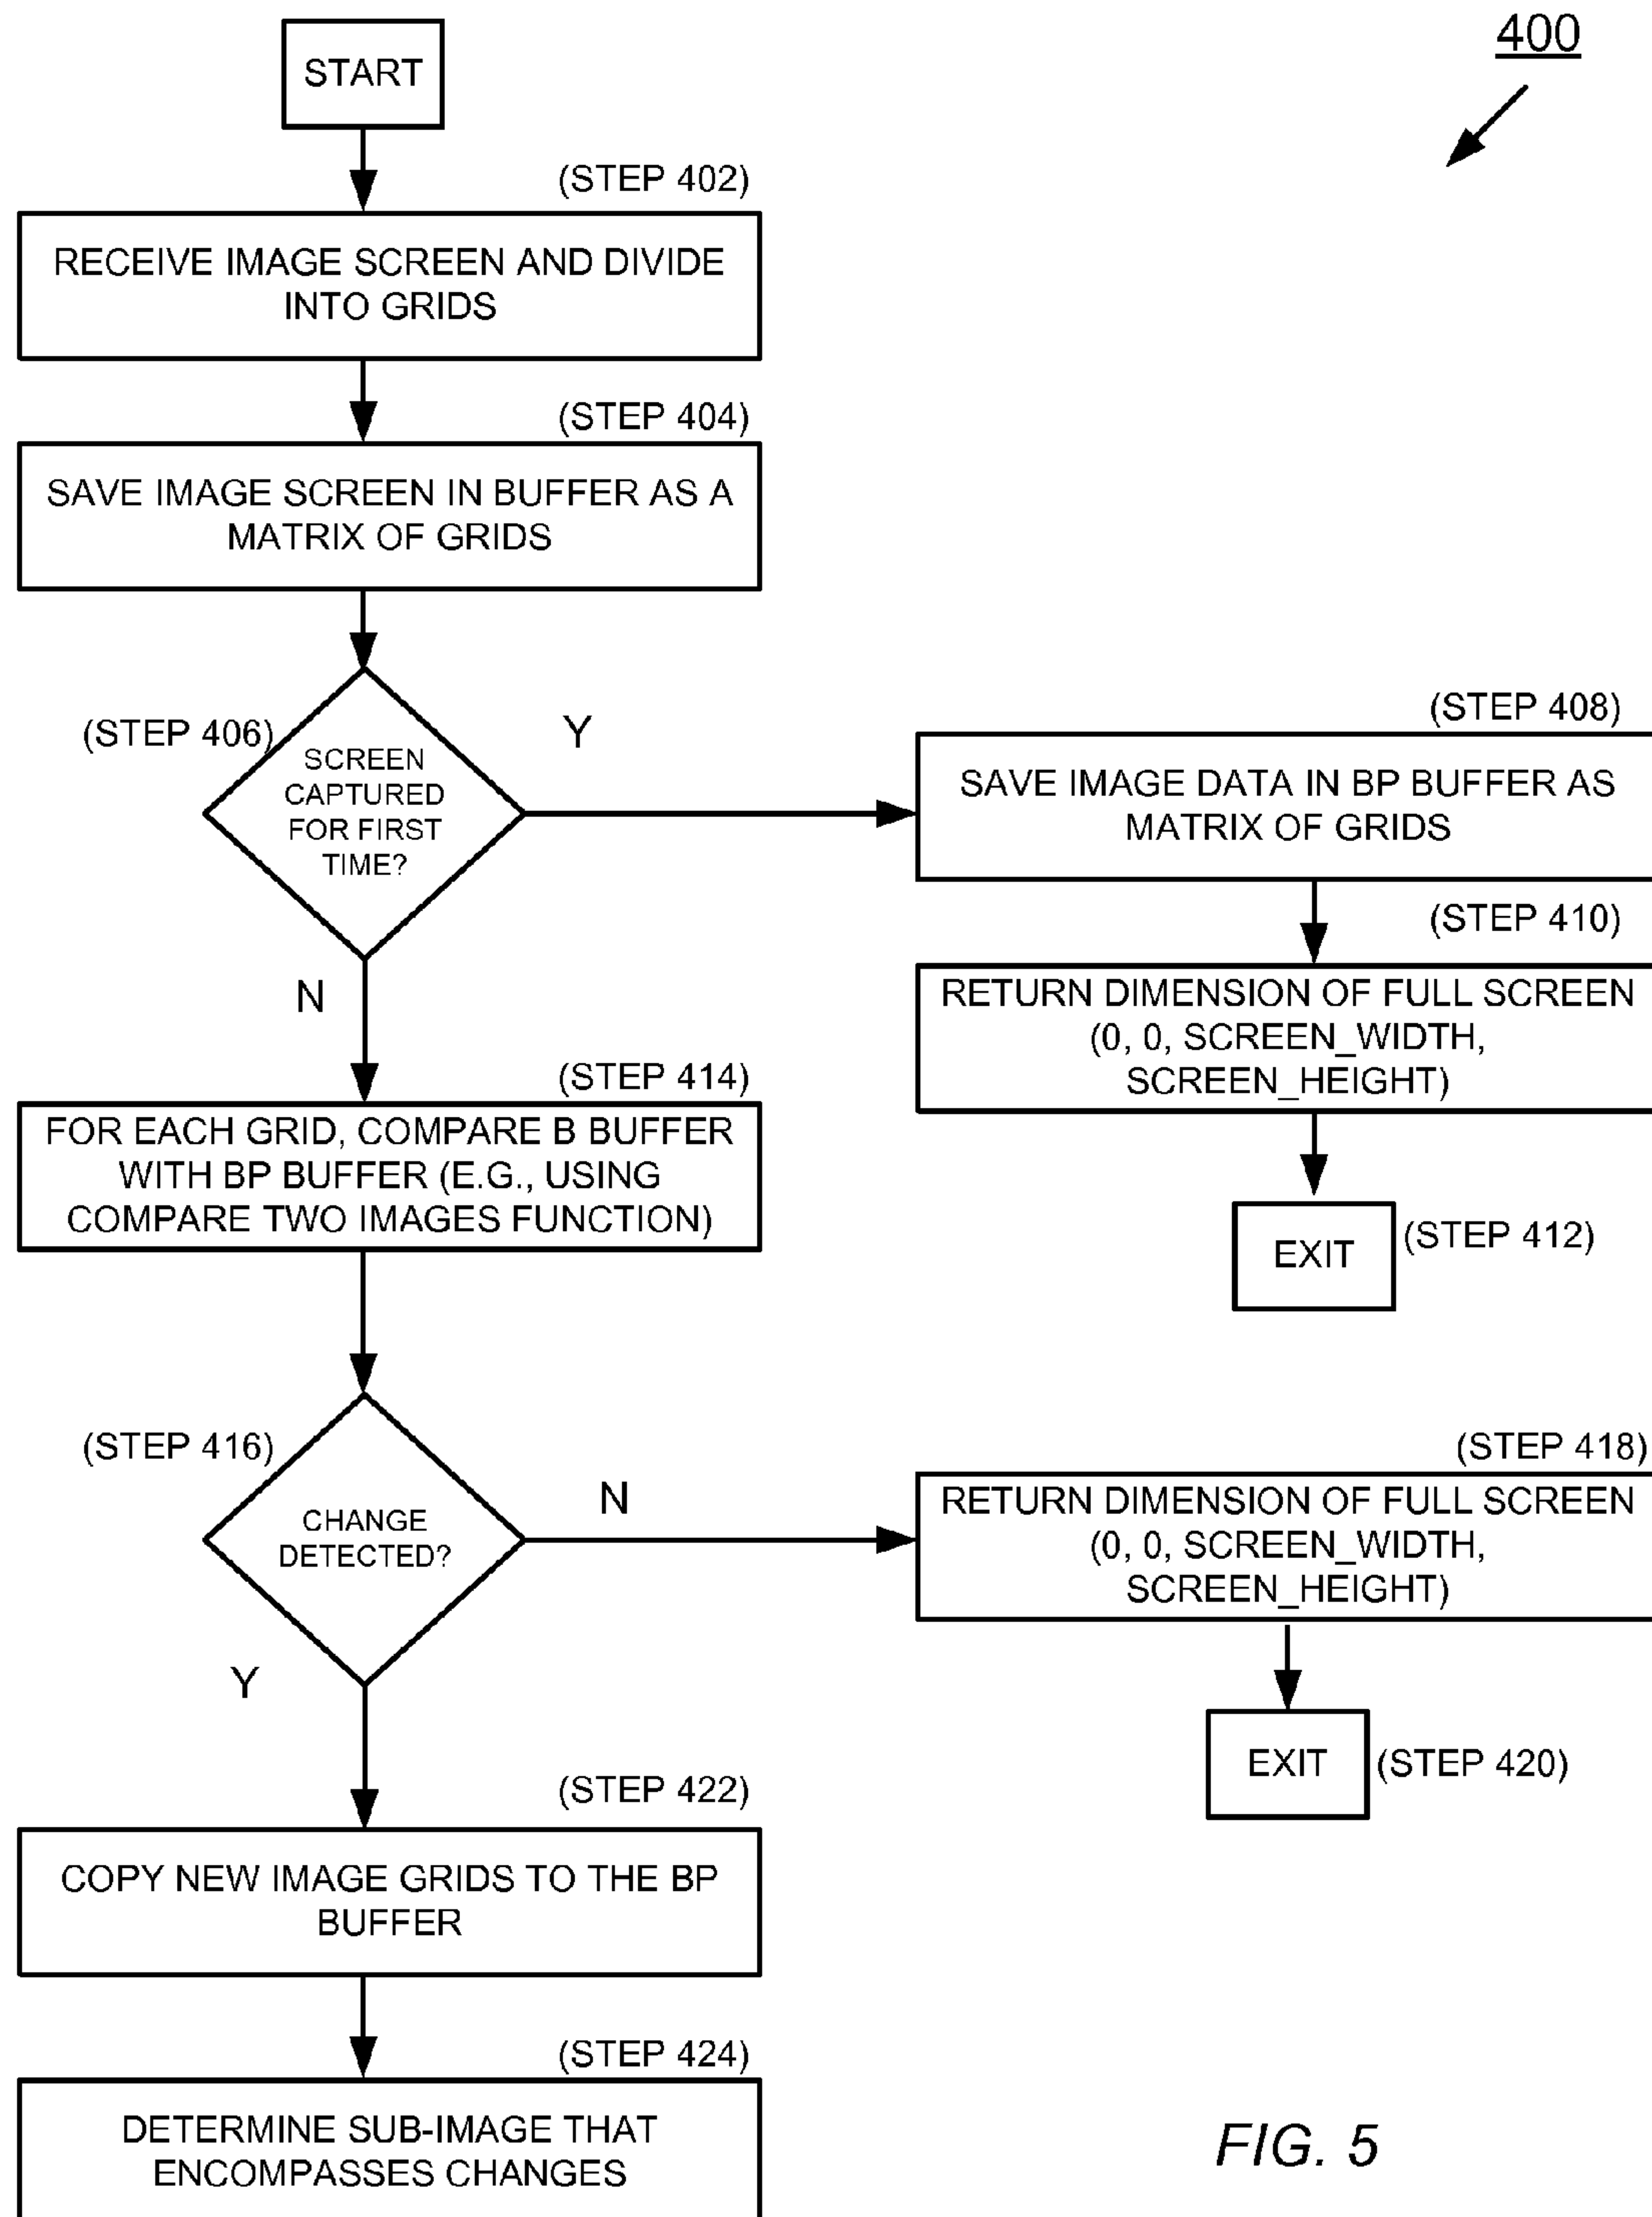 400
START
(STEP 402)
RECEIVE IMAGE SCREEN AND DIVIDE
INTO GRIDS
(STEP 404)
SAVE IMAGE SCREEN IN BUFFER AS A
MATRIX OF GRIDS
(STEP 406)
SCREEN
CAPTURED
FOR FIRST
TIME?
Y
(STEP 408)
SAVE IMAGE DATA IN BP BUFFER AS
MATRIX OF GRIDS
(STEP 410)
RETURN DIMENSION OF FULL SCREEN
(0, 0, SCREEN_WIDTH,
SCREEN_HEIGHT)
EXIT
(STEP 412)
N
(STEP 414)
FOR EACH GRID, COMPARE B BUFFER
WITH BP BUFFER (E.G., USING
COMPARE TWO IMAGES FUNCTION)
(STEP 416)
CHANGE
DETECTED?
N
(STEP 418)
RETURN DIMENSION OF FULL SCREEN
(0, 0, SCREEN_WIDTH,
SCREEN_HEIGHT)
EXIT
(STEP 420)
Y
(STEP 422)
COPY NEW IMAGE GRIDS TO THE BP
BUFFER
(STEP 424)
DETERMINE SUB-IMAGE THAT
ENCOMPASSES CHANGES
FIG. 5